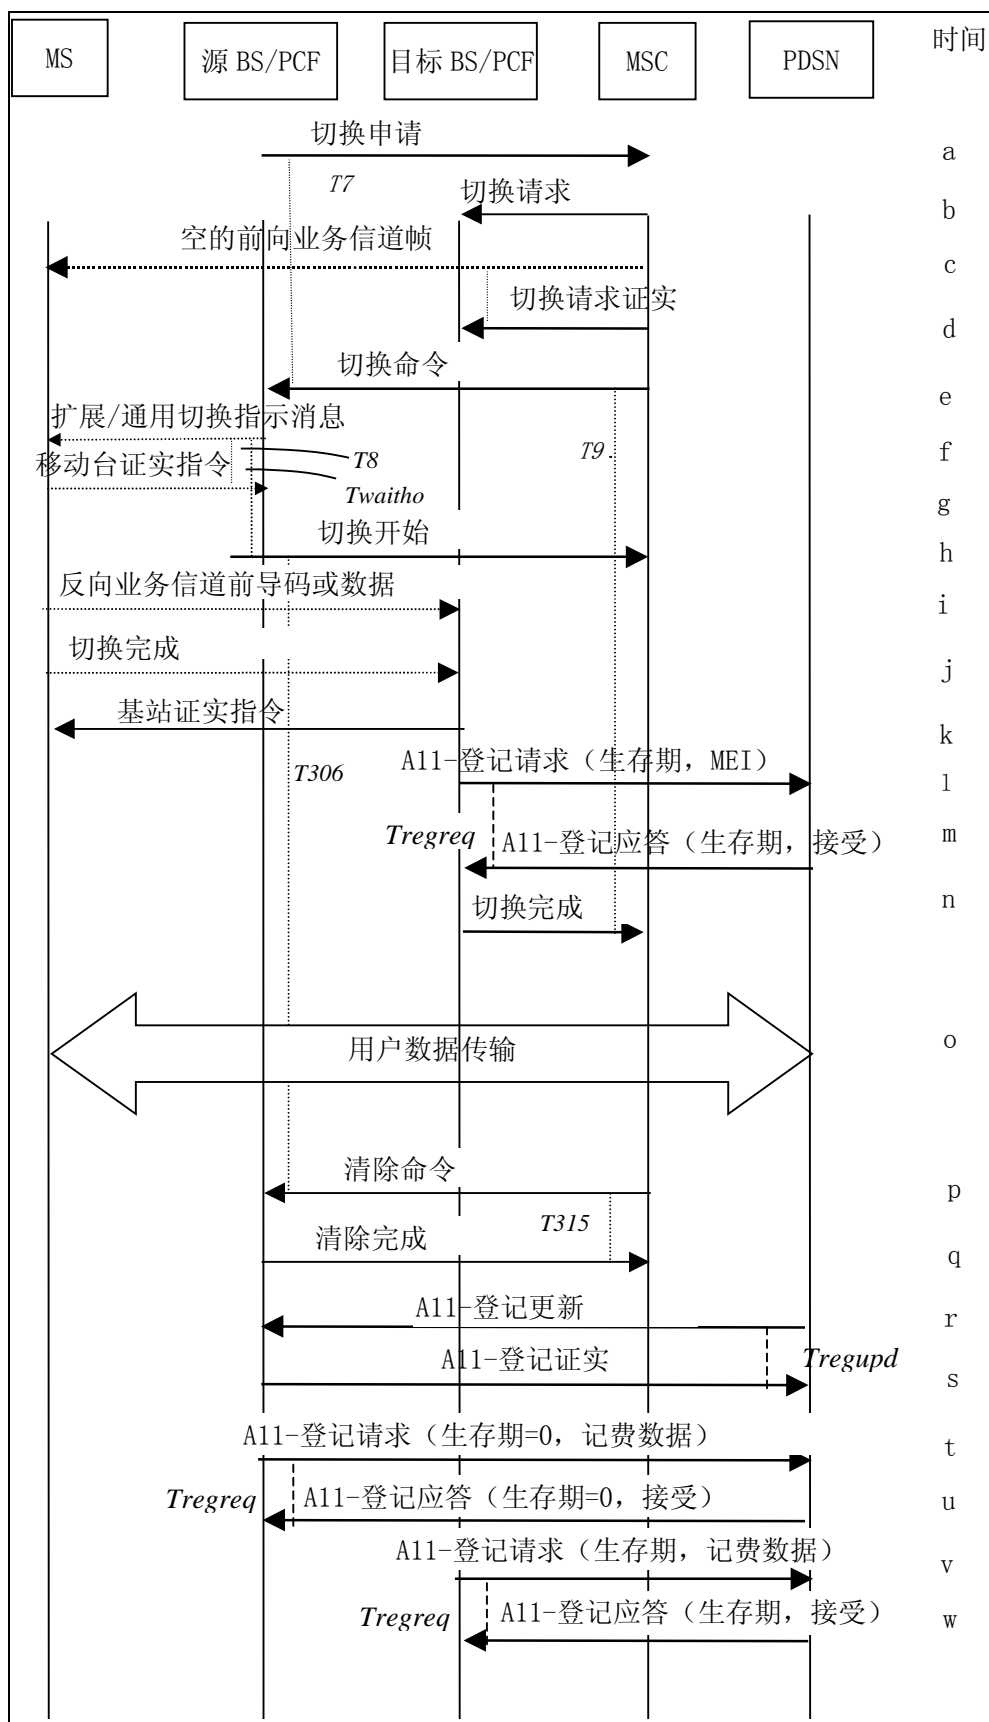 MS
源 BS/PCF
目标 BS/PCF
MSC
PDSN
时间
切换申请
a
T7
切换请求
b
空的前向业务信道帧
c
切换请求证实
d
切换命令
e
扩展/通用切换指示消息
T9
f
移动台证实指令
T8
Twaitho
g
切换开始
h
反向业务信道前导码或数据
i
切换完成
j
基站证实指令
k
A11-登记请求（生存期，MEI）
T306
l
Tregreq
A11-登记应答（生存期，接受）
m
切换完成
n
用户数据传输
o
清除命令
p
T315
清除完成
q
A11-登记更新
r
A11-登记证实
Tregupd
s
A11-登记请求（生存期=0，记费数据）
t
Tregreq
A11-登记应答（生存期=0，接受）
u
A11-登记请求（生存期，记费数据）
v
Tregreq
A11-登记应答（生存期，接受）
w